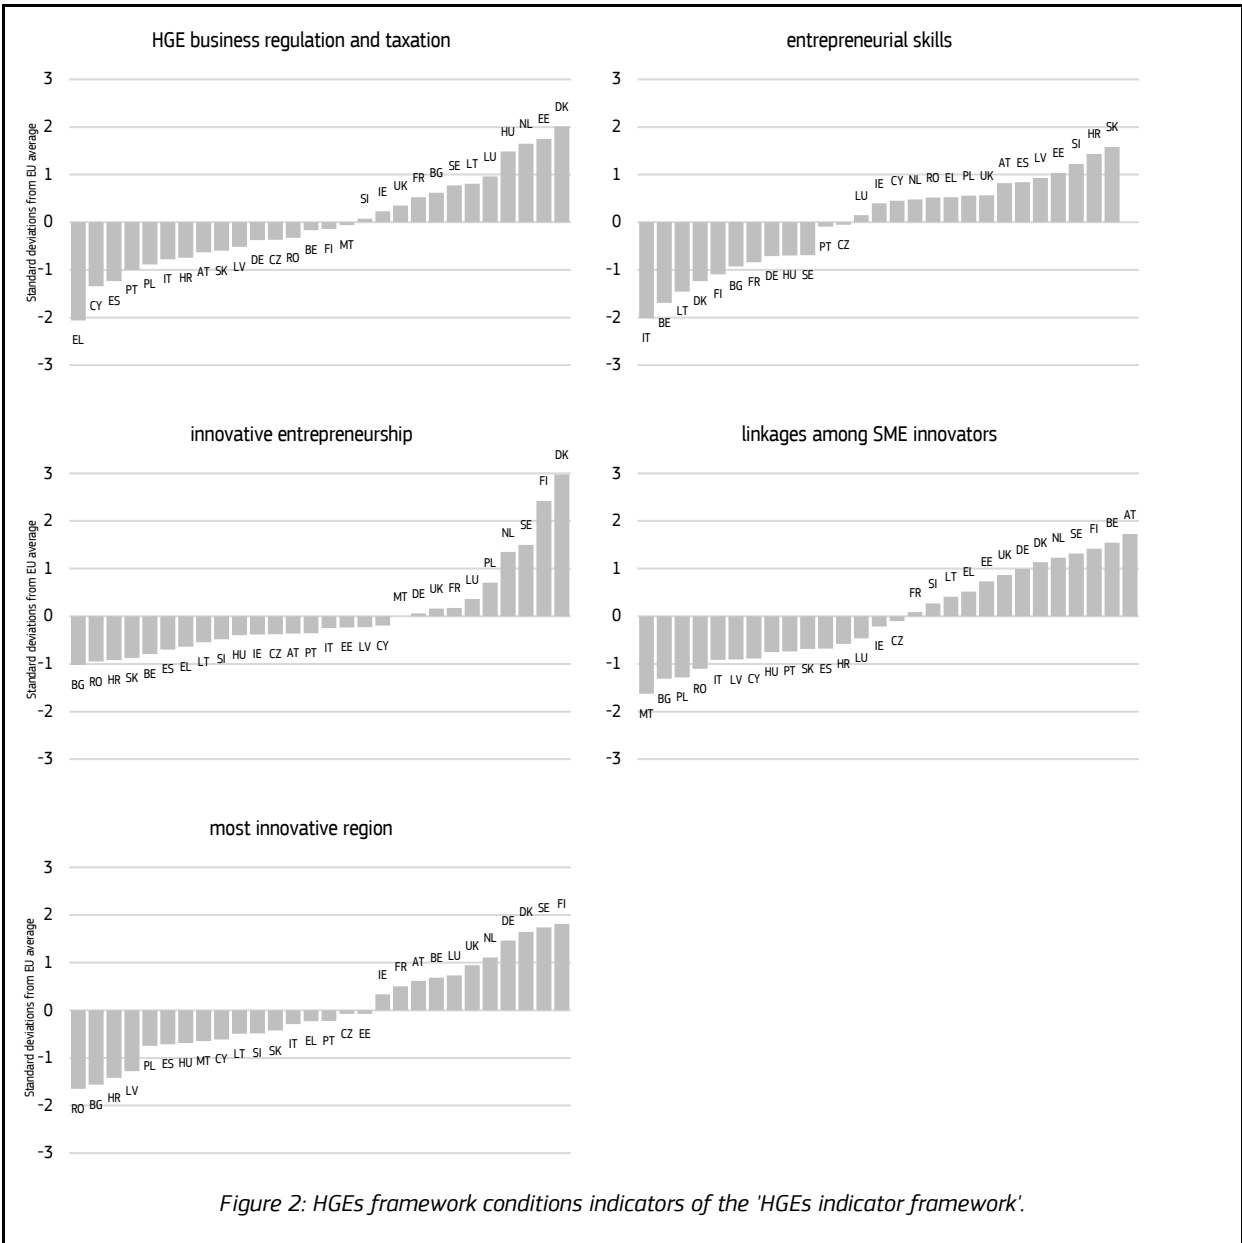 HGE business regulation and taxation
Standard deviations from EU average
3
2
1
0
-1
-2
-3
EL CY ES PT PL IT HR AT SK LV DE CZ RO BE FI MT SI IE UK FR BG SE LT LU HU NL EE DK
entrepreneurial skills
3
2
1
0
-1
-2
-3
IT BE LT DK FI BG FR DE HU SE PT CZ LU IE CY NL RO EL PL UK AT ES LV EE SI HR SK
innovative entrepreneurship
Standard deviations from EU average
3
2
1
0
-1
-2
-3
BG RO HR SK BE ES EL LT SI HU IE CZ AT PT IT EE LV CY MT DE UK FR LU PL NL SE FI DK
linkages among SME innovators
3
2
1
0
-1
-2
-3
MT BG PL RO IT LV CY HU PT SK ES HR LU IE CZ FR SI LT EL EE UK DE DK NL SE FI BE AT
most innovative region
Standard deviations from EU average
3
2
1
0
-1
-2
-3
RO BG HR LV PL ES HU MT CY LT SI SK IT EL PT CZ EE IE FR AT BE LU UK NL DE DK SE FI
Figure 2: HGEs framework conditions indicators of the 'HGEs indicator framework'.